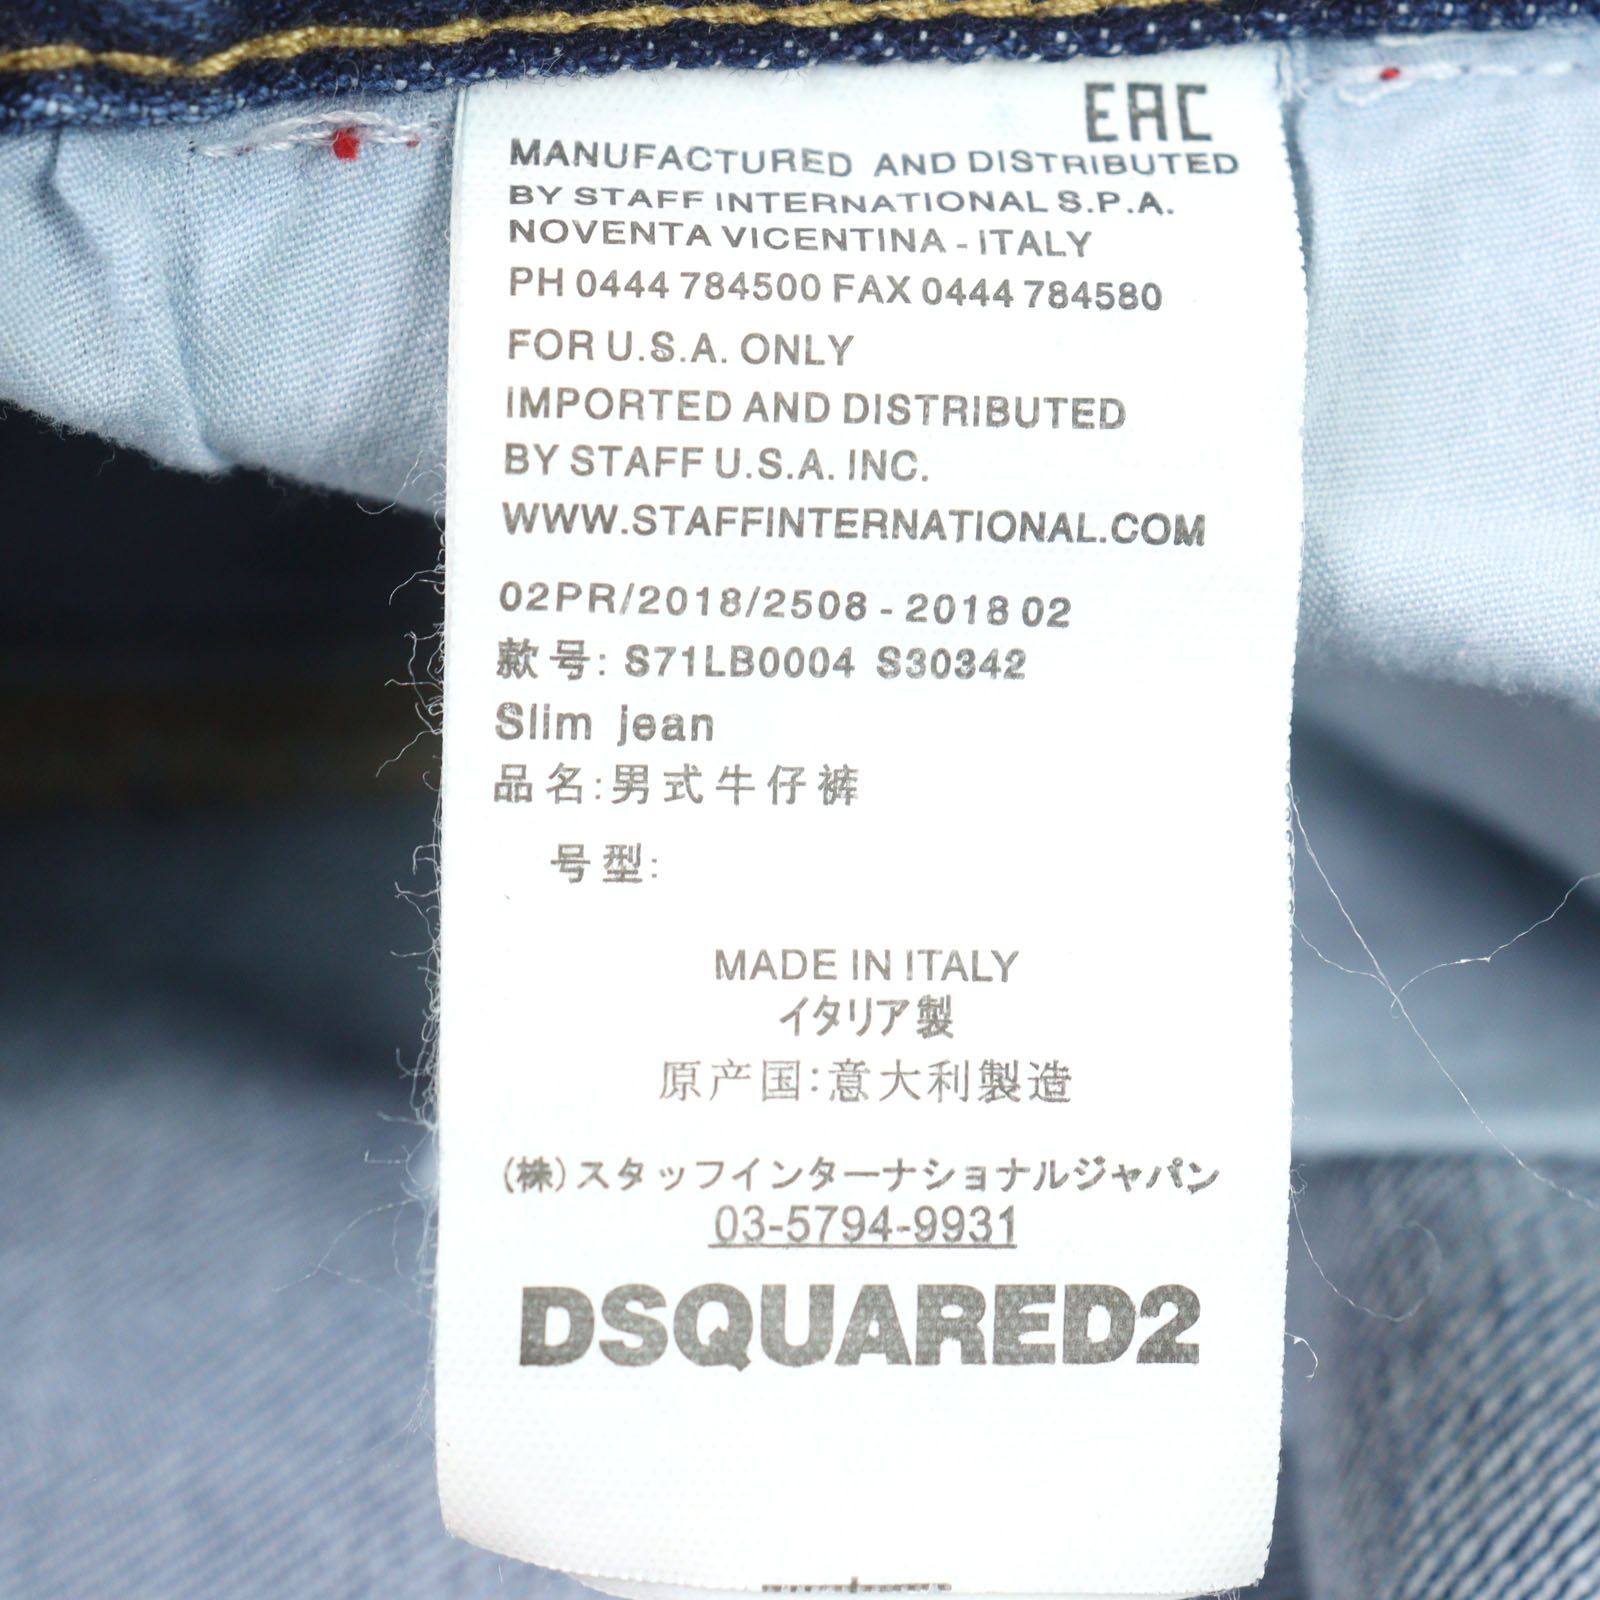 EAC
MANUFACTURED AND DISTRIBUTED
BY STAFF INTERNATIONAL S.P.A.
NOVENTA VICENTINA - ITALY
PH 0444 784500 FAX 0444 784580
FOR U.S.A. ONLY
IMPORTED AND DISTRIBUTED
BY STAFF U.S.A. INC.
WWW.STAFFINTERNATIONAL.COM
02PR/2018/2508 - 2018 02
款号: S71LB0004 S30342
Slim jean
品名:男式牛仔裤
号型:
MADE IN ITALY
イタリア製
原产国:意大利製造
(株)スタッフインターナショナルジャパン
03-5794-9931
DSQUARED2